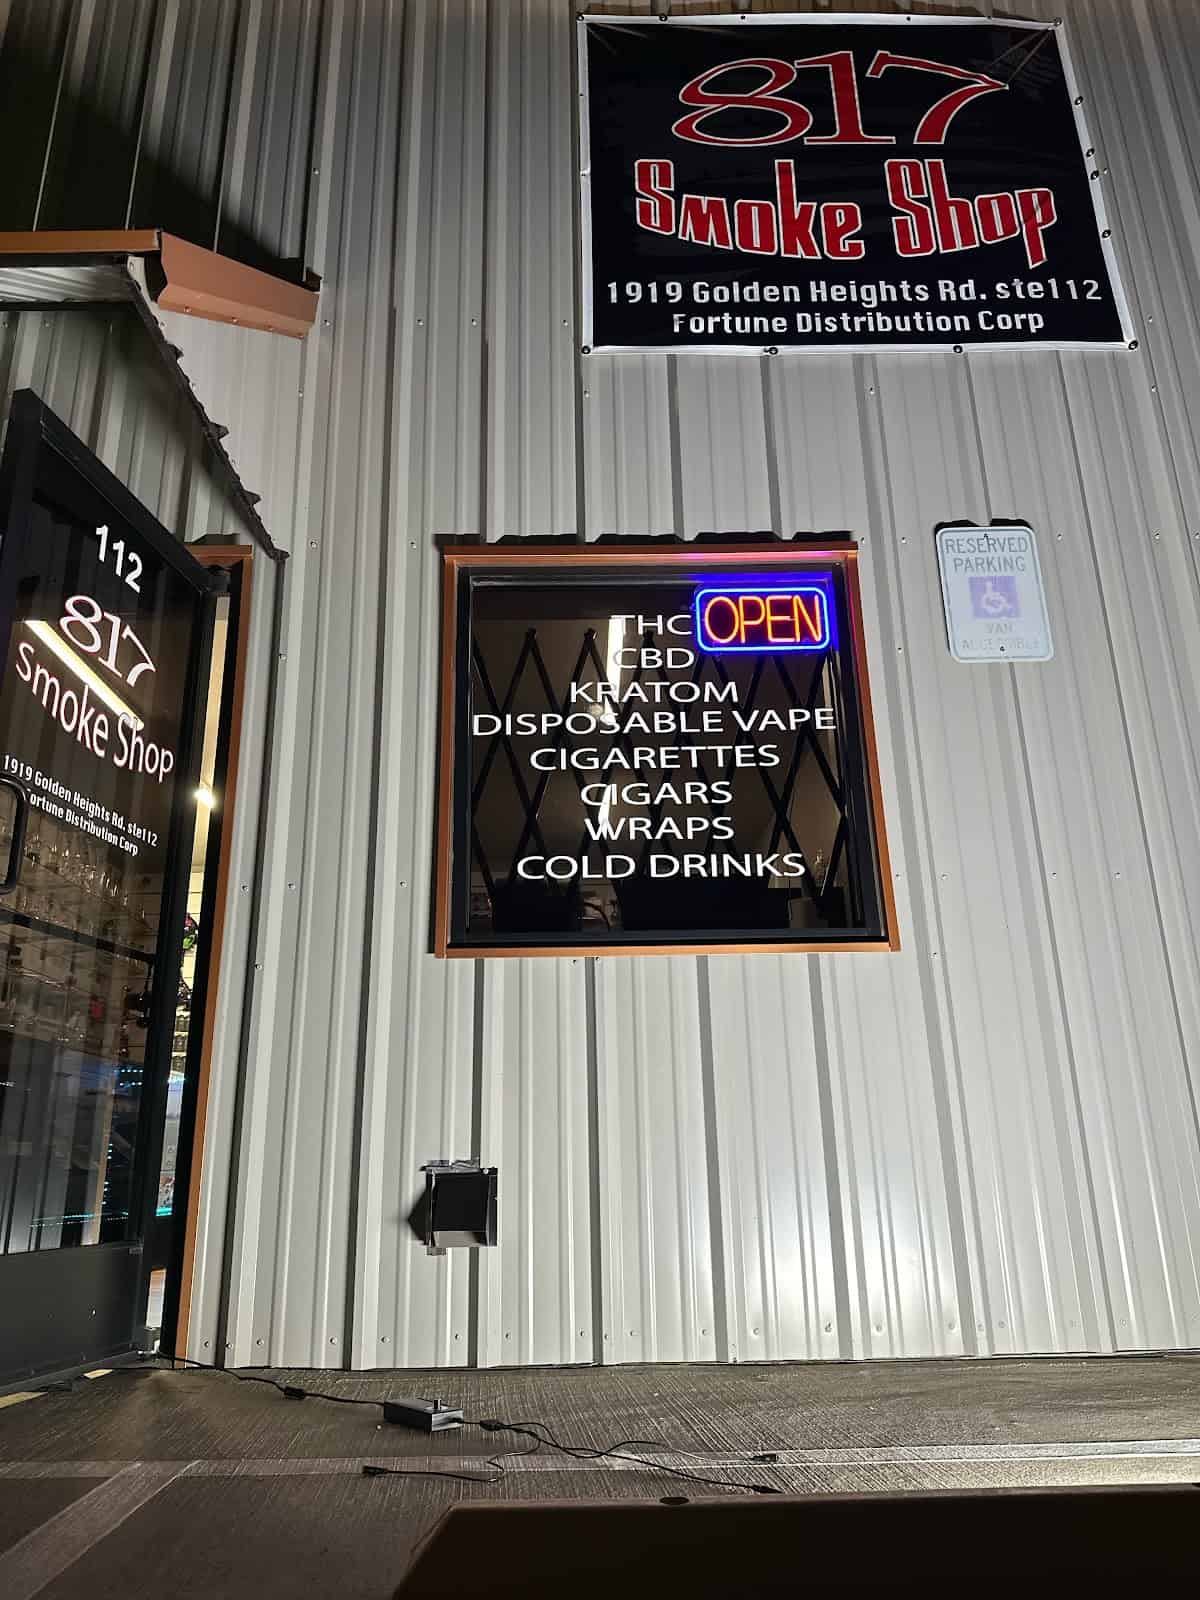 817
Smoke Shop
1919 Golden Heights Rd. ste112
Fortune Distribution Corp
RESERVED
PARKING
VAN
ACCESSIBLE
OPEN
THC
CBD
KRATOM
DISPOSABLE VAPE
CIGARETTES
CIGARS
WRAPS
COLD DRINKS
112
817
Smoke Shop
1919 Golden Heights Rd. ste112
Fortune Distribution Corp